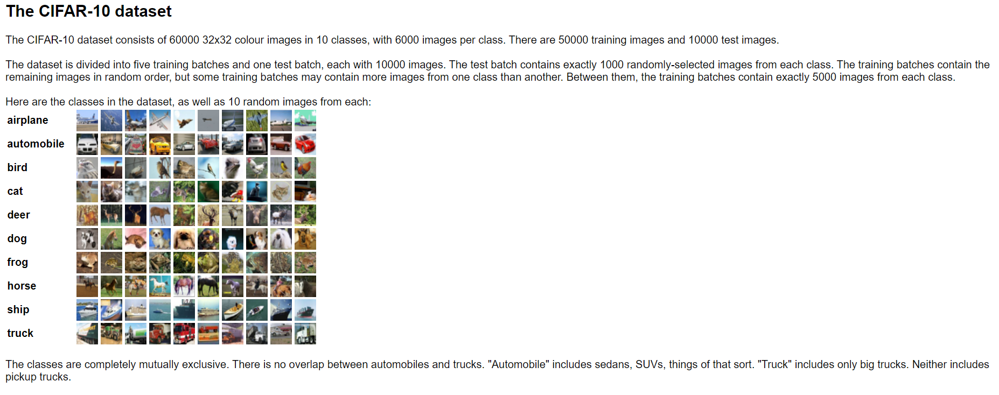 The CIFAR-10 dataset
The CIFAR-10 dataset consists of 60000 32x32 colour images in 10 classes, with 6000 images per class. There are 50000 training images and 10000 test images.
The dataset is divided into five training batches and one test batch, each with 10000 images. The test batch contains exactly 1000 randomly-selected images from each class. The training batches contain the
remaining images in random order, but some training batches may contain more images from one class than another. Between them, the training batches contain exactly 5000 images from each class.
Here are the classes in the dataset, as well as 10 random images from each:
airplane
automobile
bird
cat
deer
dog
frog
horse
ship
truck
The classes are completely mutually exclusive. There is no overlap between automobiles and trucks. "Automobile" includes sedans, SUVs, things of that sort. "Truck" includes only big trucks. Neither includes
pickup trucks.